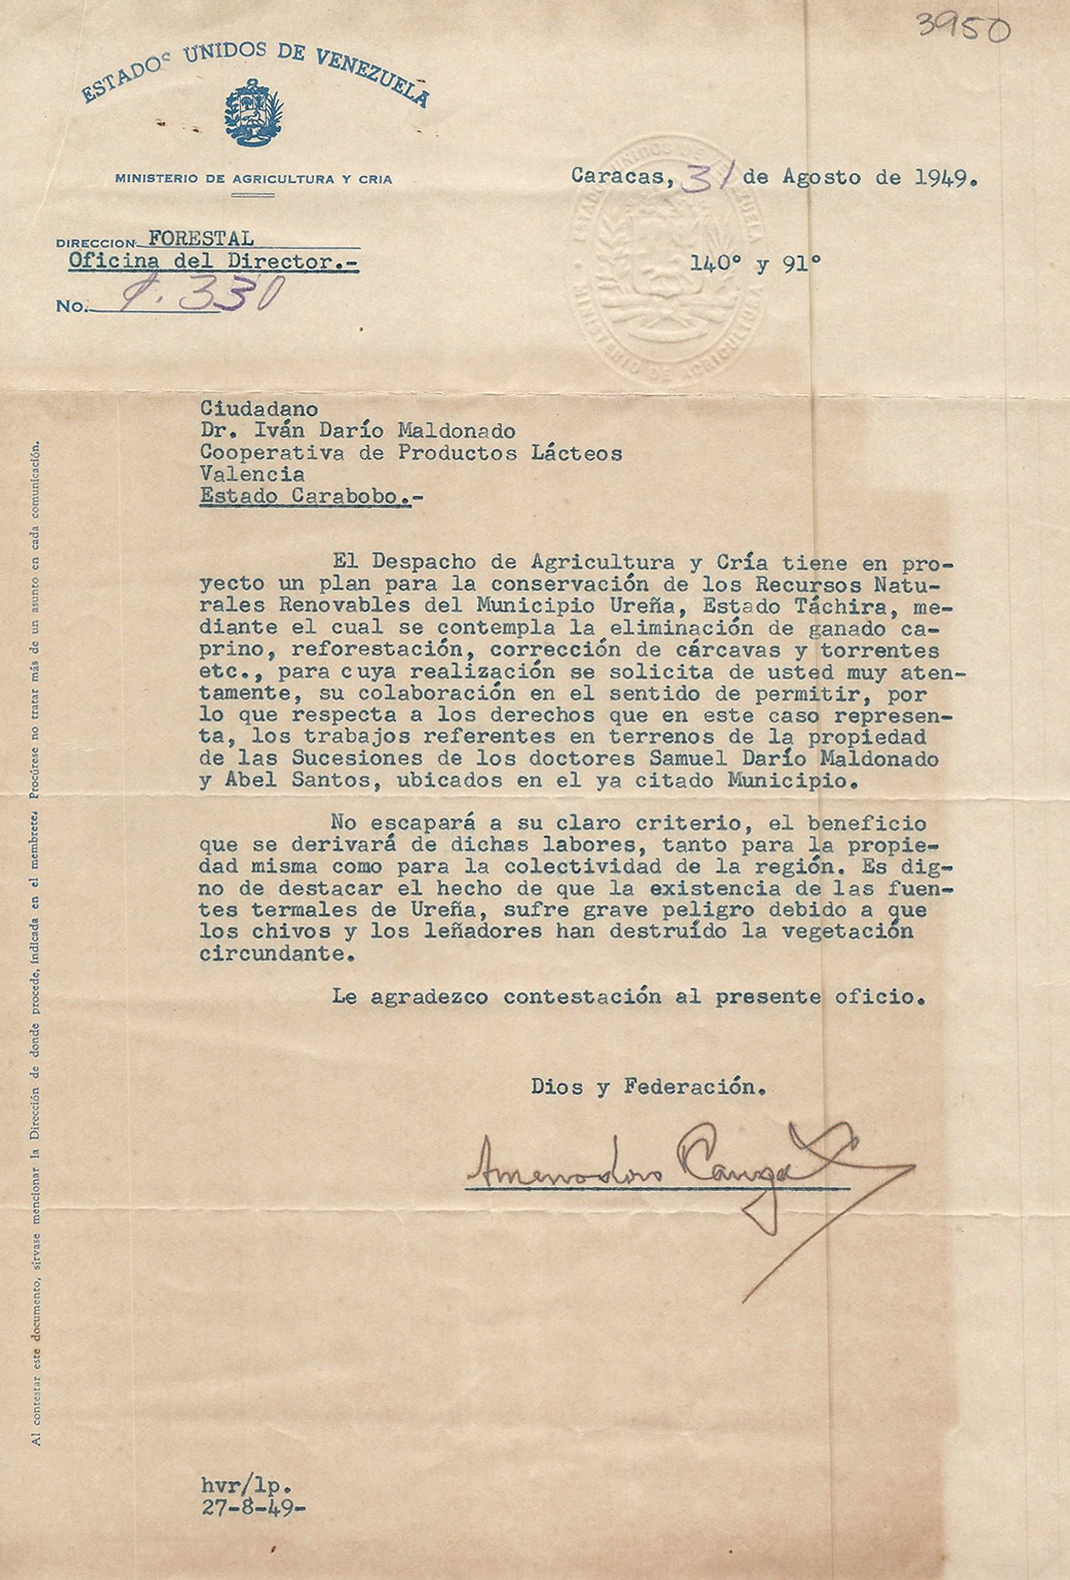 3950
ESTADOS UNIDOS DE VENEZUELA
MINISTERIO DE AGRICULTURA Y CRIA
Caracas, 31 de Agosto de 1949.
DIRECCION FORESTAL
Oficina del Director.-
140° y 91°
No. 330
ESTADOS UNIDOS DE VENEZUELA
MINISTERIO DE AGRICULTURA
Ciudadano
Dr. Iván Darío Maldonado
Cooperativa de Productos Lácteos
Valencia
Estado Carabobo.-
El Despacho de Agricultura y Cría tiene en pro-
yecto un plan para la conservación de los Recursos Natu-
rales Renovables del Municipio Ureña, Estado Táchira, me-
diante el cual se contempla la eliminación de ganado ca-
prino, reforestación, corrección de cárcavas y torrentes
etc., para cuya realización se solicita de usted muy aten-
tamente, su colaboración en el sentido de permitir, por
lo que respecta a los derechos que en este caso represen-
ta, los trabajos referentes en terrenos de la propiedad
de las Sucesiones de los doctores Samuel Darío Maldonado
y Abel Santos, ubicados en el ya citado Municipio.
No escapará a su claro criterio, el beneficio
que se derivará de dichas labores, tanto para la propie-
dad misma como para la colectividad de la región. Es dig-
no de destacar el hecho de que la existencia de las fuen-
tes termales de Ureña, sufre grave peligro debido a que
los chivos y los leñadores han destruído la vegetación
circundante.
Le agradezco contestación al presente oficio.
Dios y Federación.
hvr/lp.
27-8-49-
Al contestar este documento, sírvase mencionar la Dirección de donde procede, indicada en el membrete. Procúrese no tratar más de un asunto en cada comunicación.